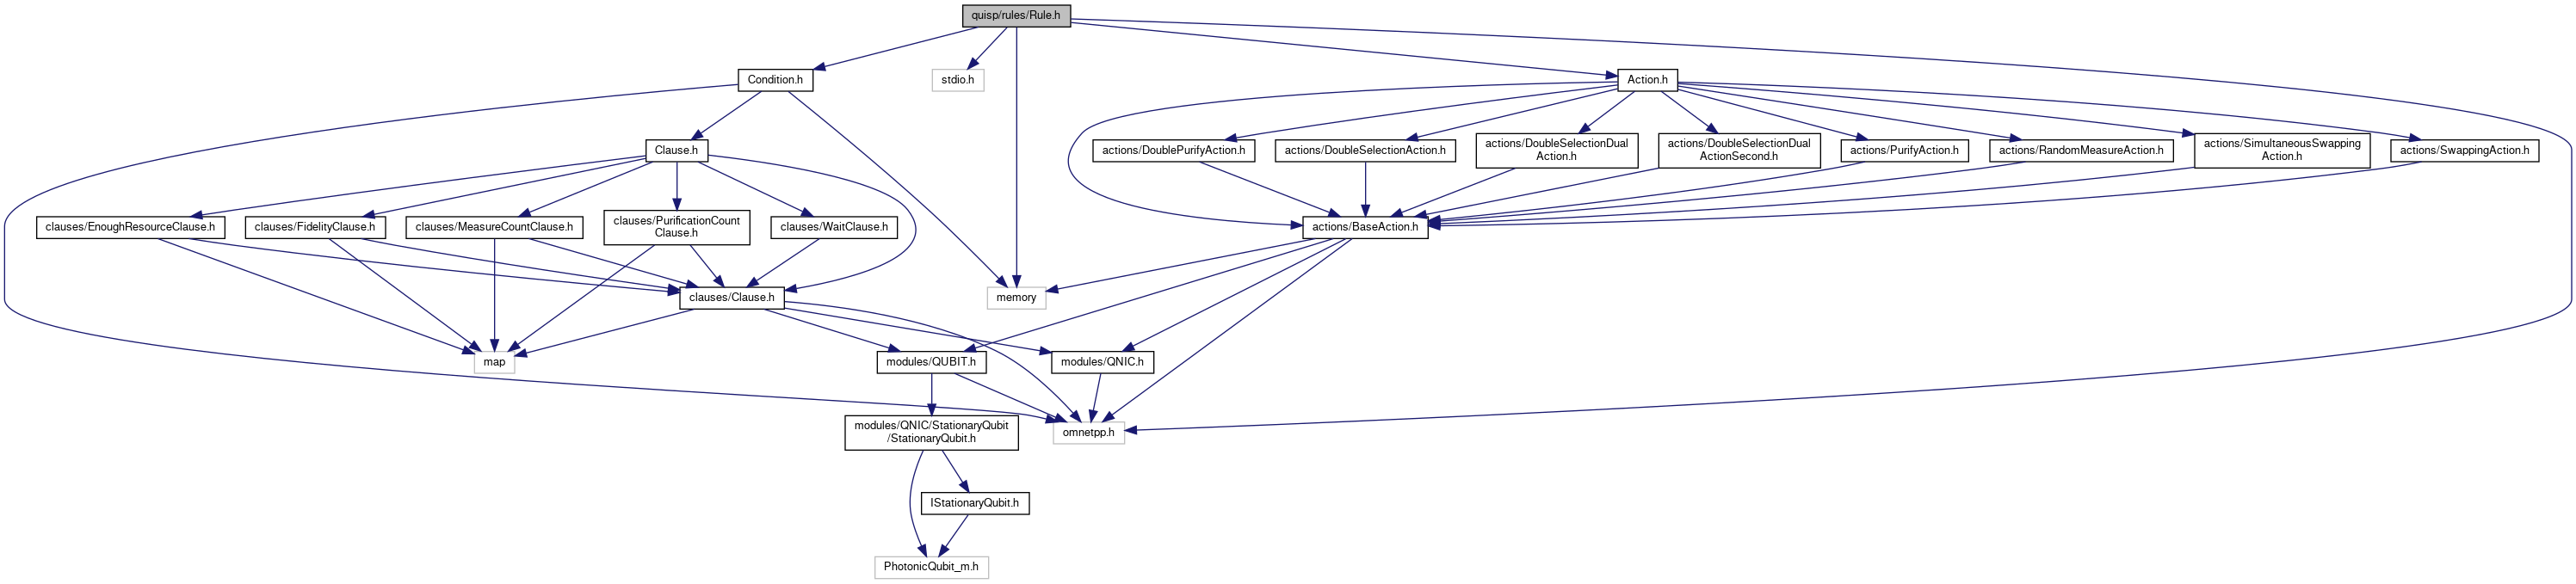 quisp/rules/Rule.h
Condition.h
stdio.h
Action.h
Clause.h
actions/DoublePurifyAction.h
actions/DoubleSelectionAction.h
actions/DoubleSelectionDual
Action.h
actions/DoubleSelectionDual
ActionSecond.h
actions/PurifyAction.h
actions/RandomMeasureAction.h
actions/SimultaneousSwapping
Action.h
actions/SwappingAction.h
clauses/EnoughResourceClause.h
clauses/FidelityClause.h
clauses/MeasureCountClause.h
clauses/PurificationCount
Clause.h
clauses/WaitClause.h
actions/BaseAction.h
clauses/Clause.h
memory
map
modules/QUBIT.h
modules/QNIC.h
modules/QNIC/StationaryQubit
/StationaryQubit.h
omnetpp.h
IStationaryQubit.h
PhotonicQubit_m.h